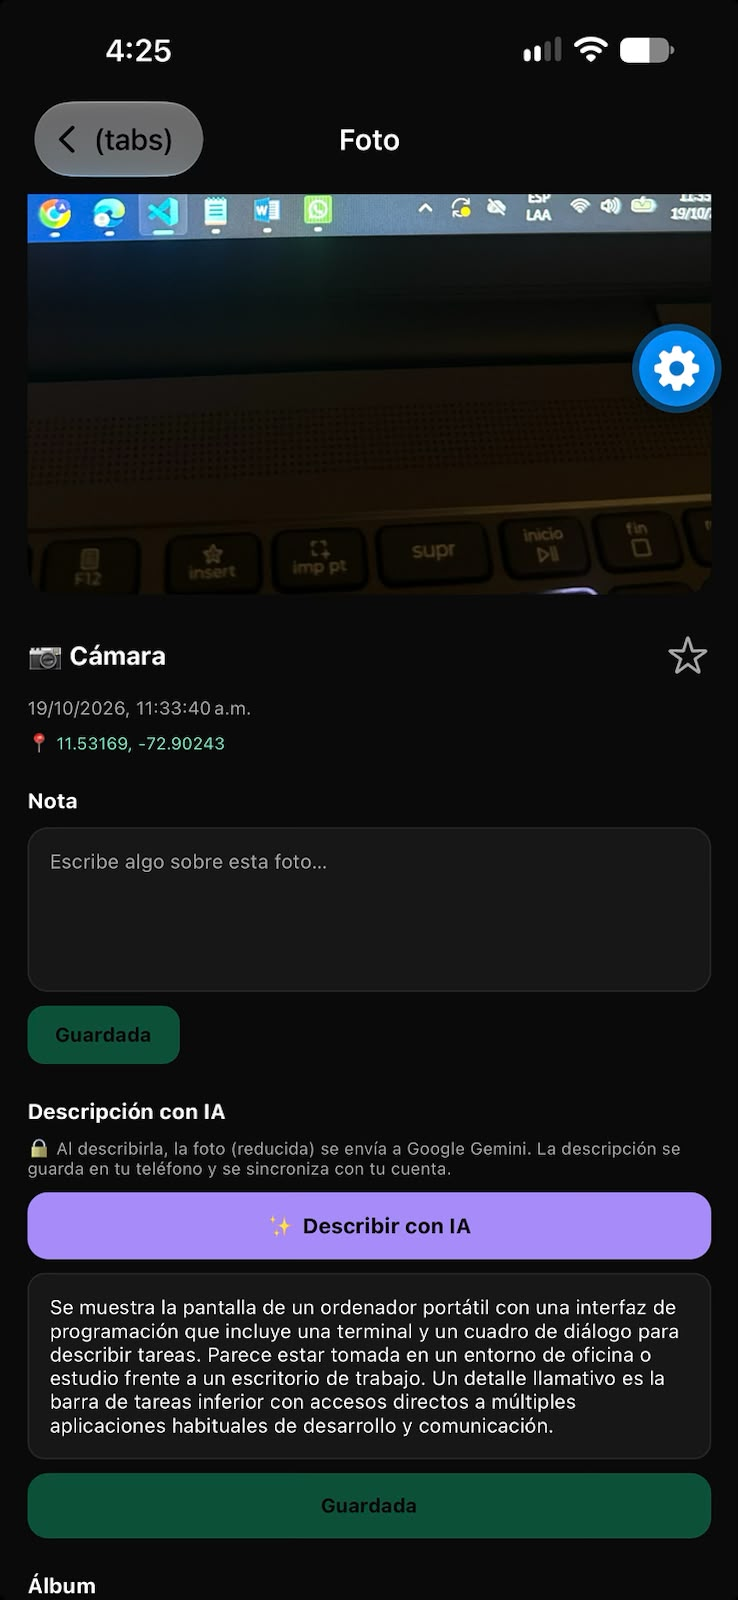 4:25
(tabs)
Foto
ESP
LAA
19/10/
F12
insert
imp pt
supr
inicio
fin
Cámara
19/10/2026, 11:33:40 a.m.
11.53169, -72.90243
Nota
Escribe algo sobre esta foto...
Guardada
Descripción con IA
Al describirla, la foto (reducida) se envía a Google Gemini. La descripción se
guarda en tu teléfono y se sincroniza con tu cuenta.
Describir con IA
Se muestra la pantalla de un ordenador portátil con una interfaz de
programación que incluye una terminal y un cuadro de diálogo para
describir tareas. Parece estar tomada en un entorno de oficina o
estudio frente a un escritorio de trabajo. Un detalle llamativo es la
barra de tareas inferior con accesos directos a múltiples
aplicaciones habituales de desarrollo y comunicación.
Guardada
Álbum